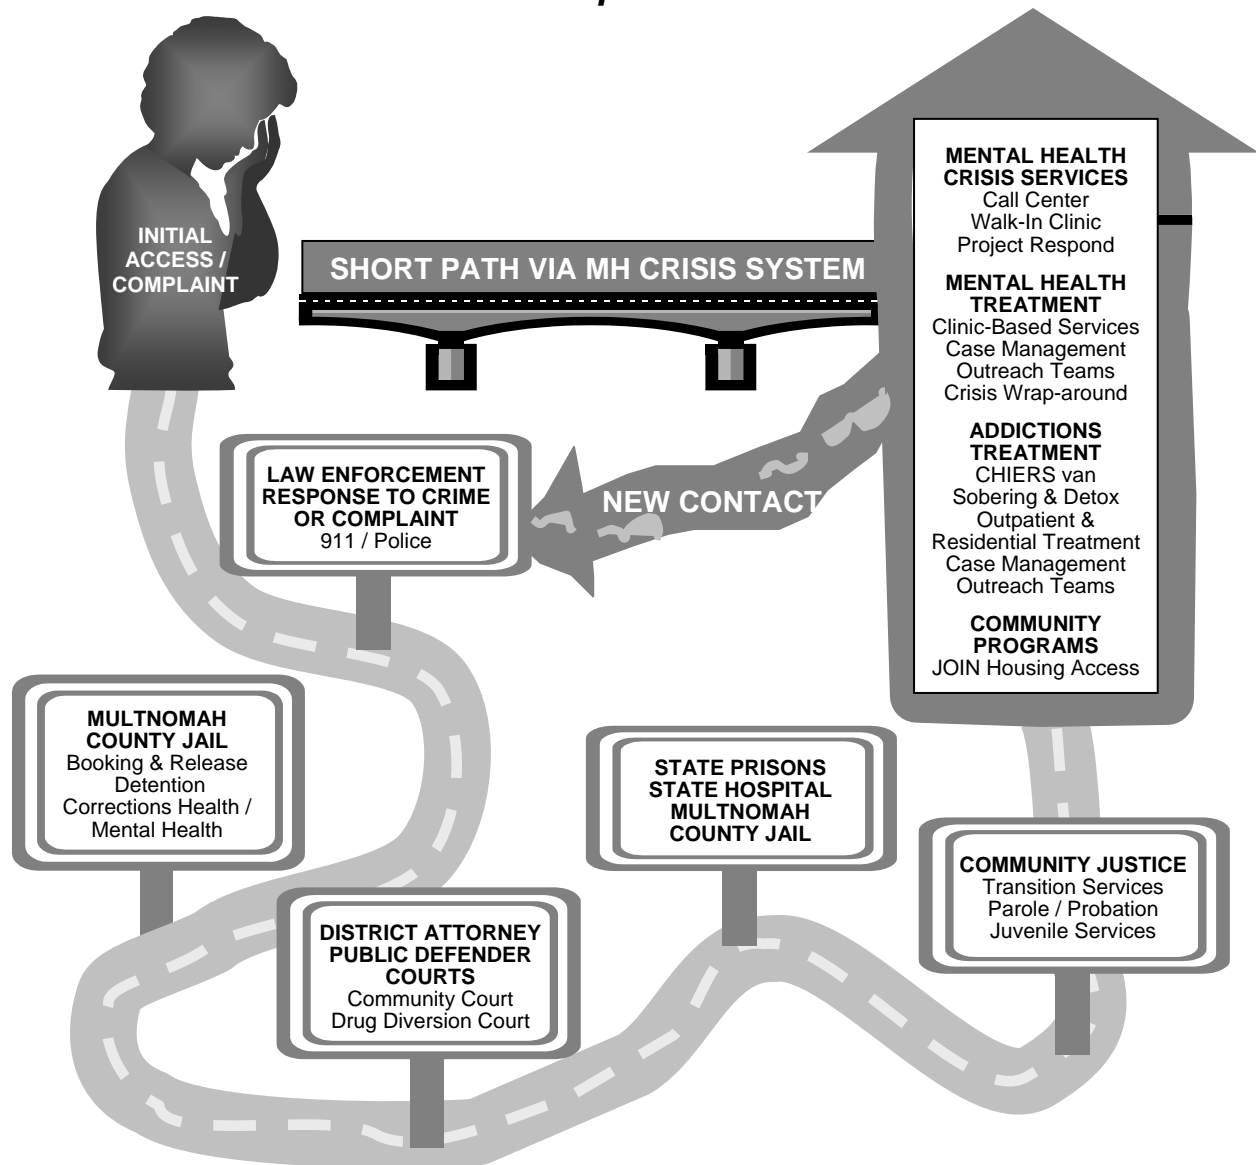 INITIAL
ACCESS /
COMPLAINT
SHORT PATH VIA MH CRISIS SYSTEM
MENTAL HEALTH
CRISIS SERVICES
Call Center
Walk-In Clinic
Project Respond
MENTAL HEALTH
TREATMENT
Clinic-Based Services
Case Management
Outreach Teams
Crisis Wrap-around
ADDICTIONS
TREATMENT
CHIERS van
Sobering & Detox
Outpatient &
Residential Treatment
Case Management
Outreach Teams
COMMUNITY
PROGRAMS
JOIN Housing Access
NEW CONTACT
LAW ENFORCEMENT
RESPONSE TO CRIME
OR COMPLAINT
911 / Police
MULTNOMAH
COUNTY JAIL
Booking & Release
Detention
Corrections Health /
Mental Health
DISTRICT ATTORNEY
PUBLIC DEFENDER
COURTS
Community Court
Drug Diversion Court
STATE PRISONS
STATE HOSPITAL
MULTNOMAH
COUNTY JAIL
COMMUNITY JUSTICE
Transition Services
Parole / Probation
Juvenile Services